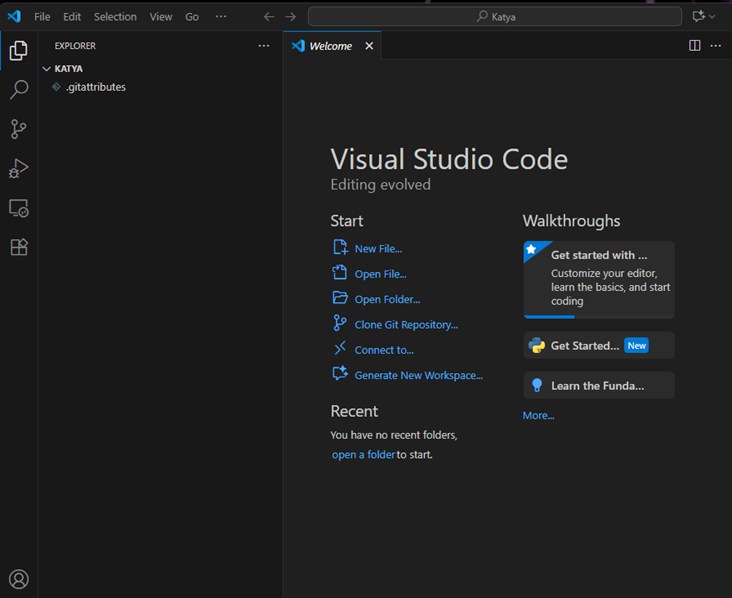 File Edit Selection View Go ···
Katya
EXPLORER ···
KATYA
.gitattributes
Welcome
Visual Studio Code
Editing evolved
Start
New File...
Open File...
Open Folder...
Clone Git Repository...
Connect to...
Generate New Workspace...
Recent
You have no recent folders,
open a folder to start.
Walkthroughs
Get started with ...
Customize your editor,
learn the basics, and start
coding
Get Started... New
Learn the Funda...
More...